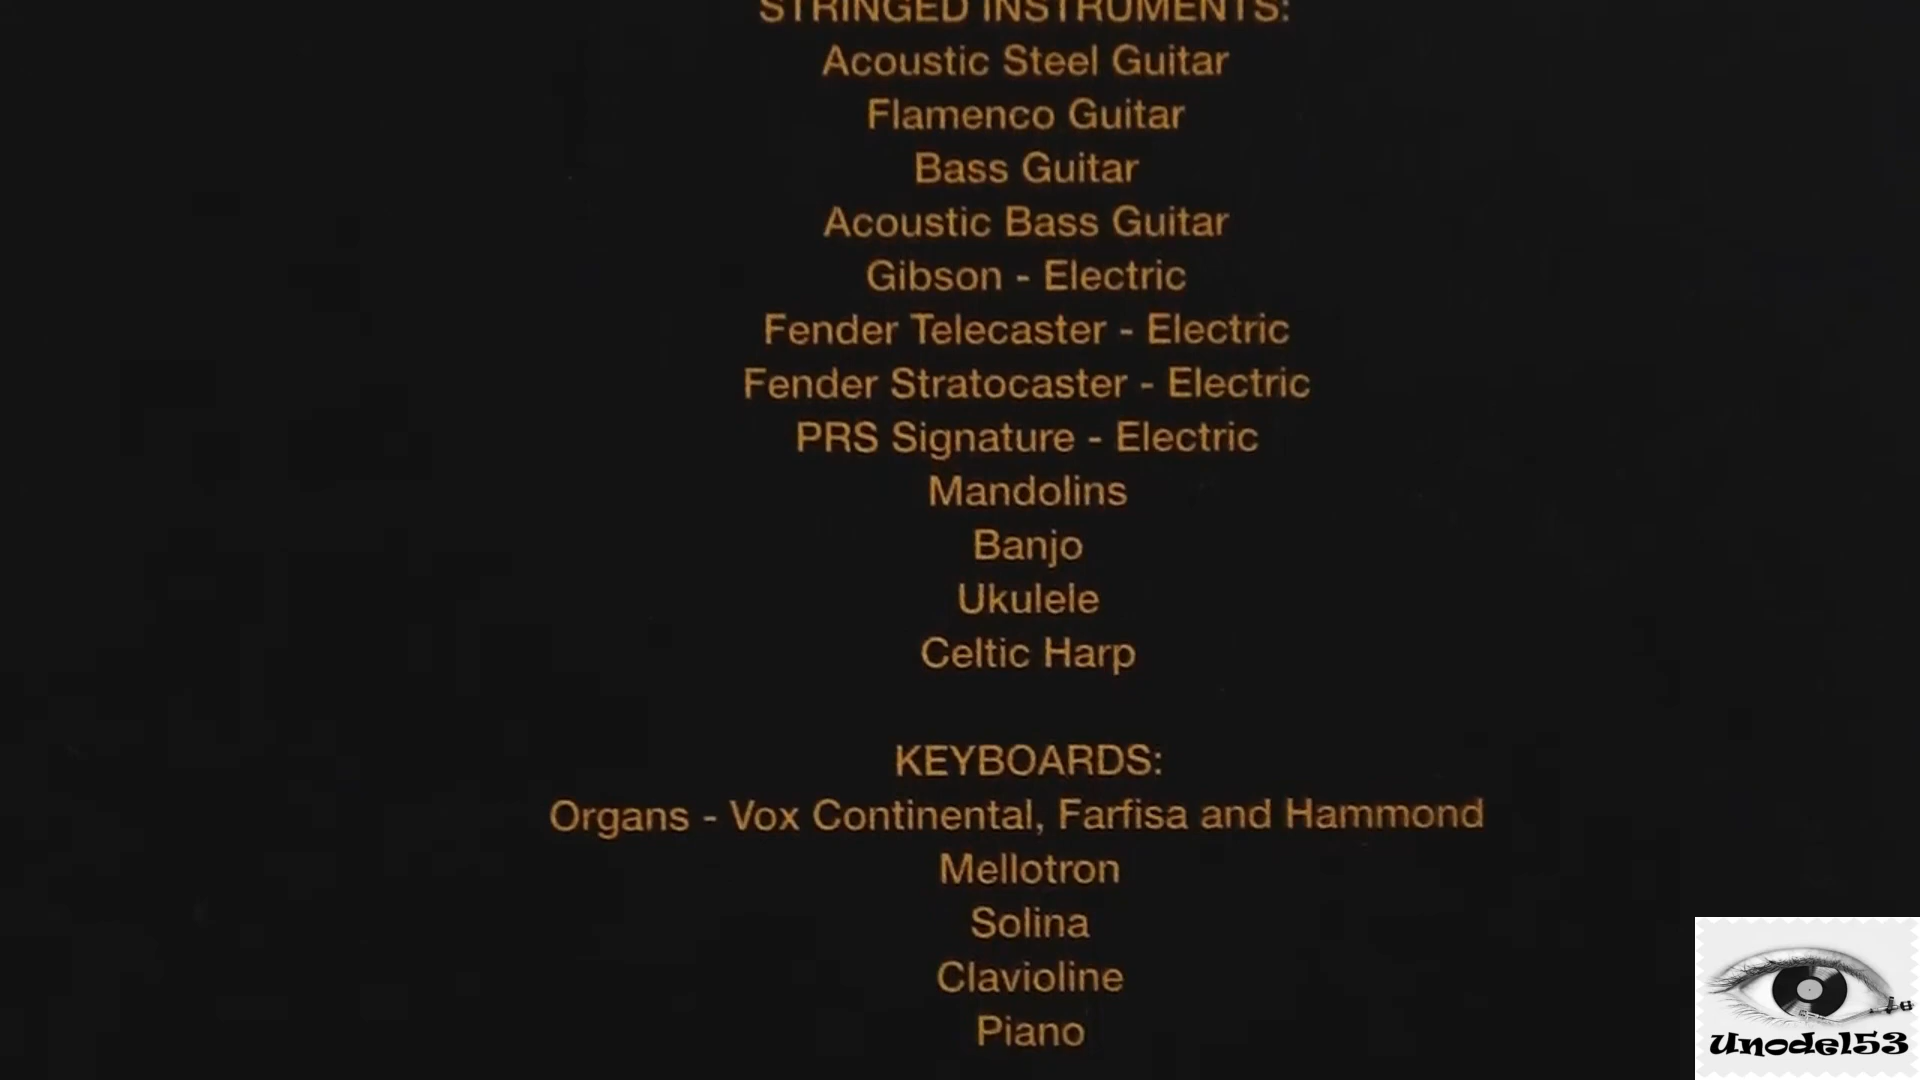 STRINGED INSTRUMENTS:
Acoustic Steel Guitar
Flamenco Guitar
Bass Guitar
Acoustic Bass Guitar
Gibson - Electric
Fender Telecaster - Electric
Fender Stratocaster - Electric
PRS Signature - Electric
Mandolins
Banjo
Ukulele
Celtic Harp
KEYBOARDS:
Organs - Vox Continental, Farfisa and Hammond
Mellotron
Solina
Clavioline
Piano
Unodel53